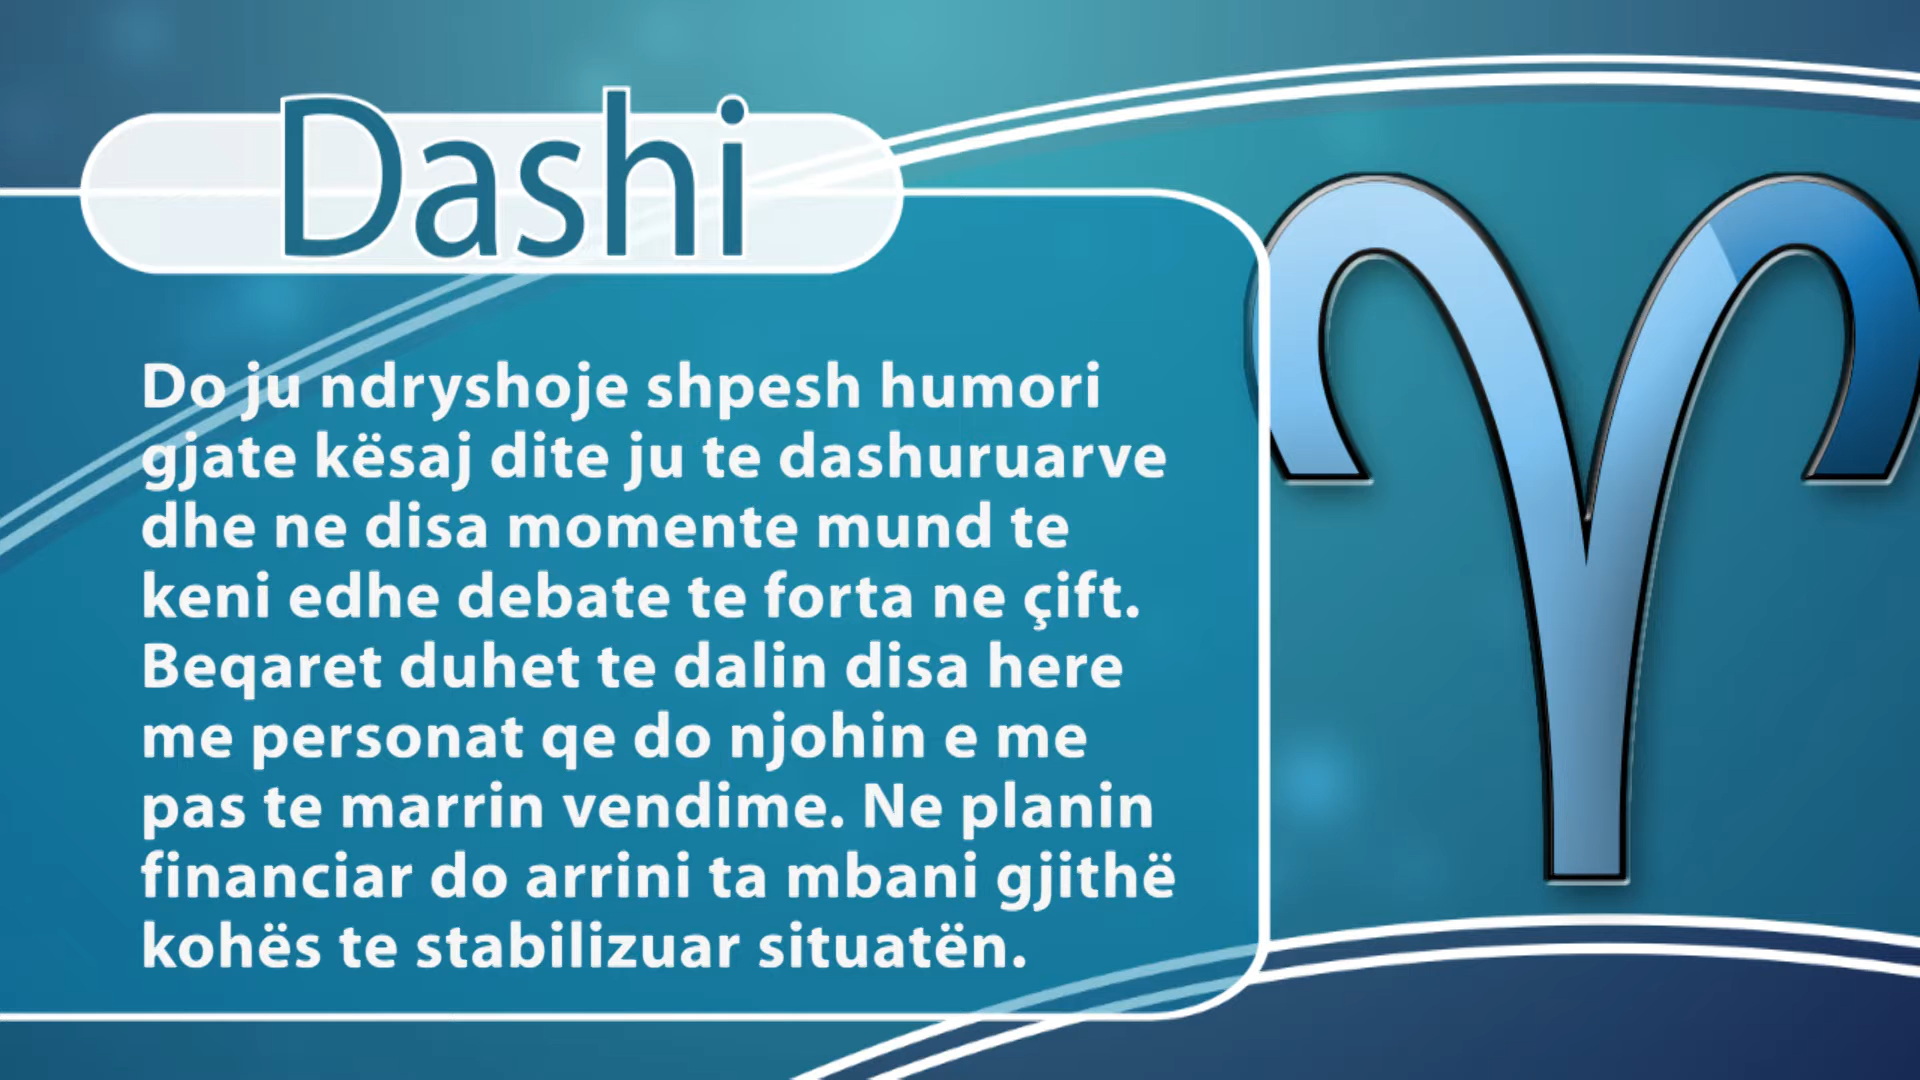 Dashi
Do ju ndryshoje shpesh humori
gjate kësaj dite ju te dashuruarve
dhe ne disa momente mund te
keni edhe debate te forta ne çift.
Beqaret duhet te dalin disa here
me personat qe do njohin e me
pas te marrin vendime. Ne planin
financiar do arrini ta mbani gjithë
kohës te stabilizuar situatën.